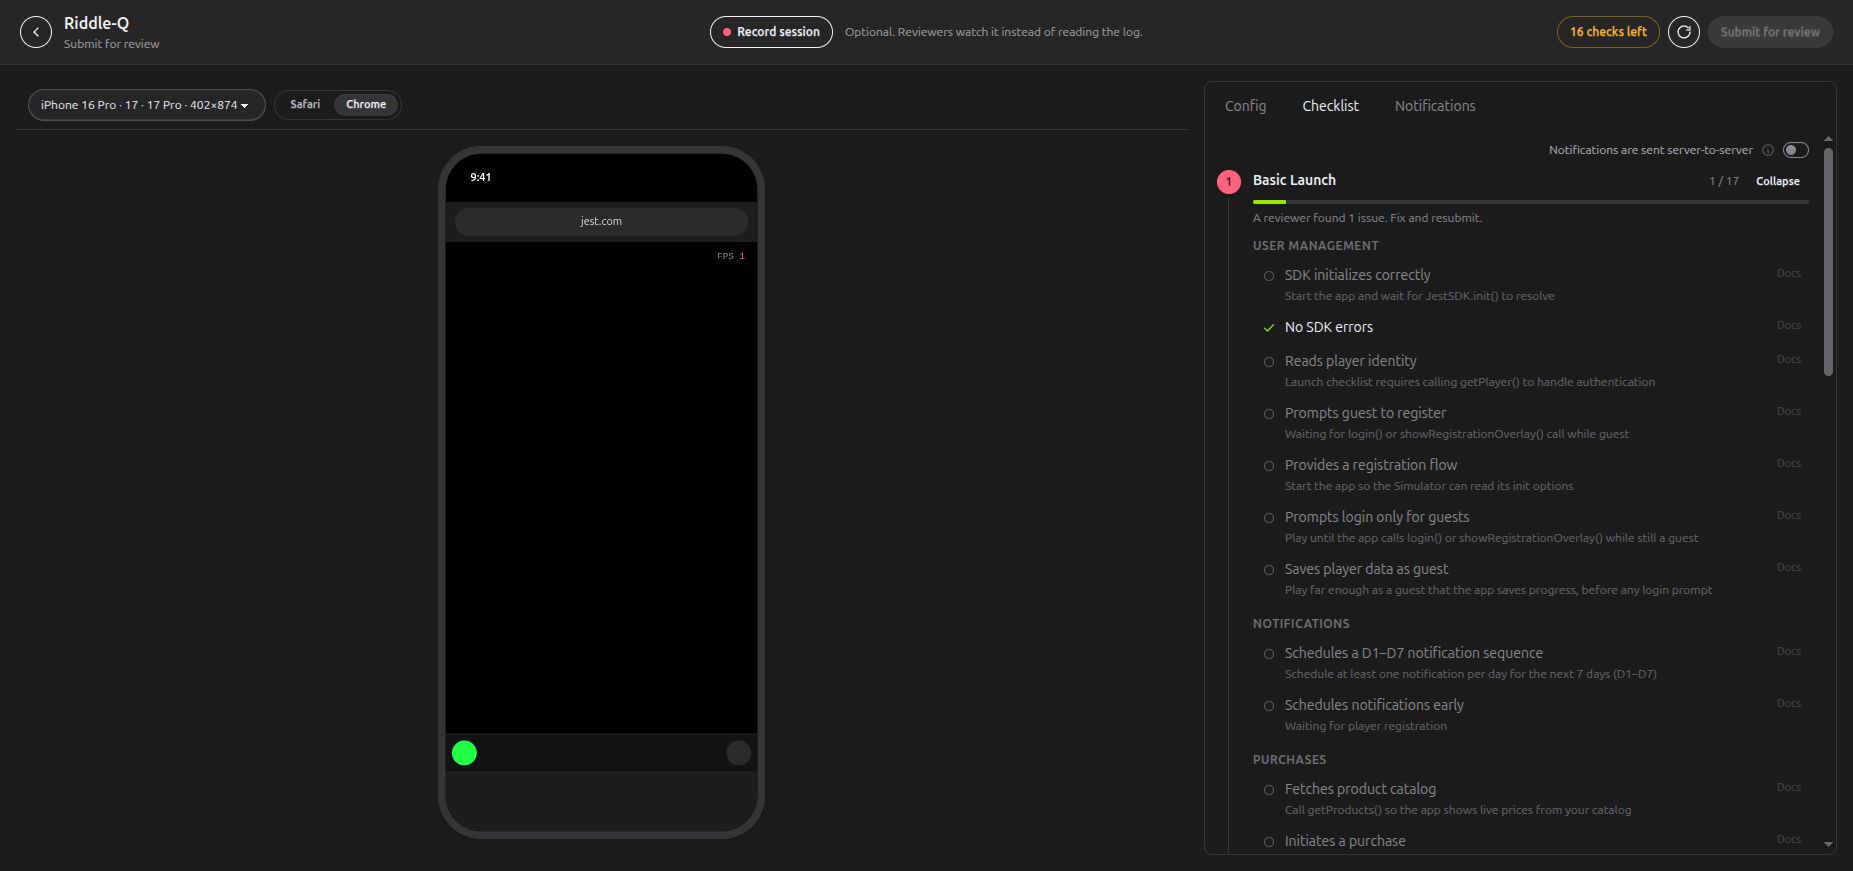 Riddle-Q
Submit for review
Record session
Optional. Reviewers watch it instead of reading the log.
16 checks left
Submit for review
iPhone 16 Pro · 17 · 17 Pro · 402×874
Safari
Chrome
9:41
jest.com
FPS 1
Config
Checklist
Notifications
Notifications are sent server-to-server
1
Basic Launch
1 / 17
Collapse
A reviewer found 1 issue. Fix and resubmit.
USER MANAGEMENT
SDK initializes correctly
Docs
Start the app and wait for JestSDK.init() to resolve
No SDK errors
Docs
Reads player identity
Docs
Launch checklist requires calling getPlayer() to handle authentication
Prompts guest to register
Docs
Waiting for login() or showRegistrationOverlay() call while guest
Provides a registration flow
Docs
Start the app so the Simulator can read its init options
Prompts login only for guests
Docs
Play until the app calls login() or showRegistrationOverlay() while still a guest
Saves player data as guest
Docs
Play far enough as a guest that the app saves progress, before any login prompt
NOTIFICATIONS
Schedules a D1–D7 notification sequence
Docs
Schedule at least one notification per day for the next 7 days (D1–D7)
Schedules notifications early
Docs
Waiting for player registration
PURCHASES
Fetches product catalog
Docs
Call getProducts() so the app shows live prices from your catalog
Initiates a purchase
Docs